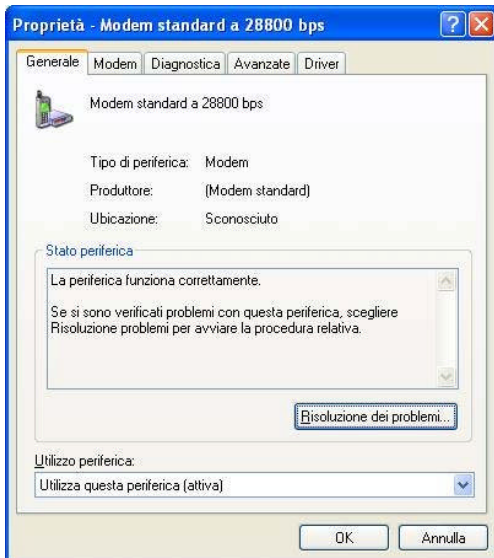 Proprietà - Modem standard a 28800 bps
Generale Modem Diagnostica Avanzate Driver
Modem standard a 28800 bps
Tipo di periferica: Modem
Produttore: (Modem standard)
Ubicazione: Sconosciuto
Stato periferica
La periferica funziona correttamente.
Se si sono verificati problemi con questa periferica, scegliere
Risoluzione problemi per avviare la procedura relativa.
Risoluzione dei problemi...
Utilizzo periferica:
Utilizza questa periferica (attiva)
OK Annulla